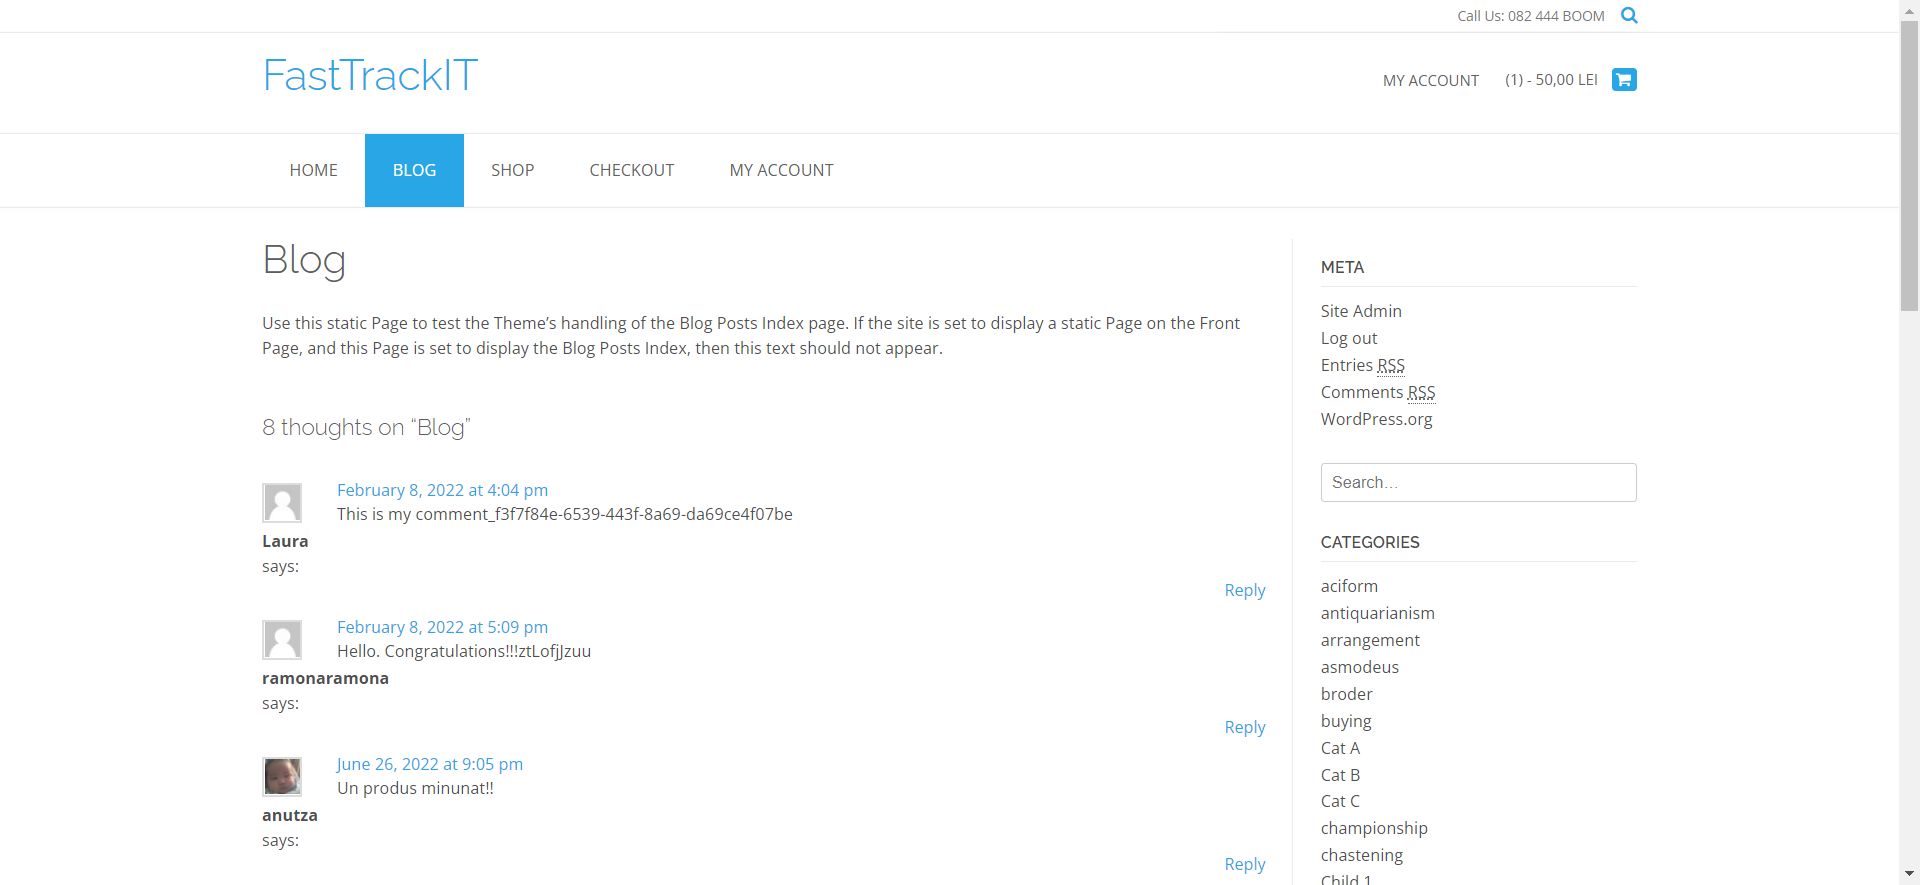 Call Us: 082 444 BOOM
FastTrackIT
MY ACCOUNT
(1) - 50,00 LEI
HOME
BLOG
SHOP
CHECKOUT
MY ACCOUNT
Blog
Use this static Page to test the Theme’s handling of the Blog Posts Index page. If the site is set to display a static Page on the Front
Page, and this Page is set to display the Blog Posts Index, then this text should not appear.
8 thoughts on “Blog”
February 8, 2022 at 4:04 pm
This is my comment_f3f7f84e-6539-443f-8a69-da69ce4f07be
Laura
says:
Reply
February 8, 2022 at 5:09 pm
Hello. Congratulations!!!ztLofjJzuu
ramonaramona
says:
Reply
June 26, 2022 at 9:05 pm
Un produs minunat!!
anutza
says:
Reply
META
Site Admin
Log out
Entries RSS
Comments RSS
WordPress.org
Search…
CATEGORIES
aciform
antiquarianism
arrangement
asmodeus
broder
buying
Cat A
Cat B
Cat C
championship
chastening
Child 1